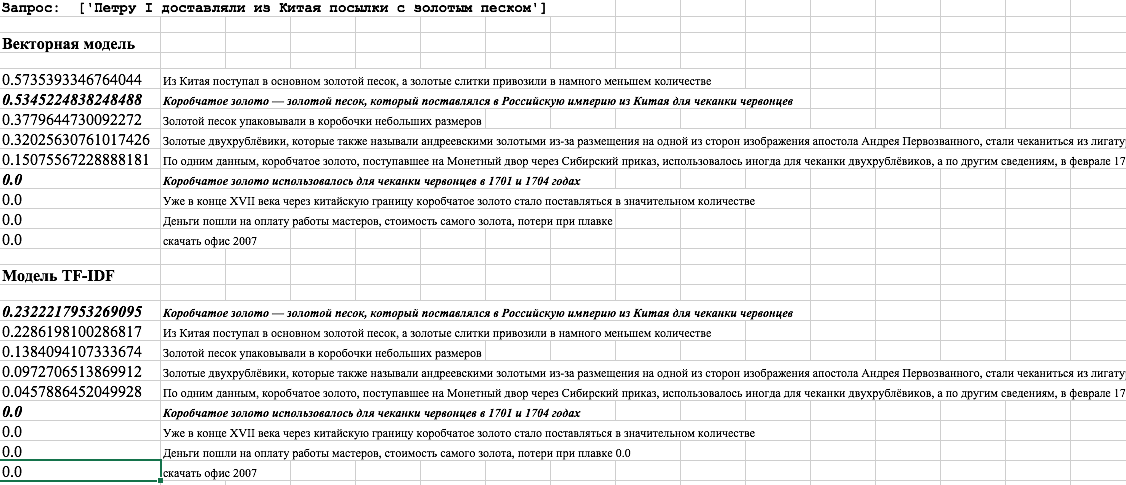 Запрос:  ['Петру I доставляли из Китая посылки с золотым песком']
Векторная модель
0.5735393346764044 Из Китая поступал в основном золотой песок, а золотые слитки привозили в намного меньшем количестве
0.5345224838248488 Коробчатое золото — золотой песок, который поставлялся в Российскую империю из Китая для чеканки червонцев
0.3779644730092272 Золотой песок упаковывали в коробочки небольших размеров
0.32025630761017426 Золотые двухрублёвики, которые также называли андреевскими золотыми из-за размещения на одной из сторон изображения апостола Андрея Первозванного, стали чеканиться из лигату
0.15075567228888181 По одним данным, коробчатое золото, поступавшее на Монетный двор через Сибирский приказ, использовалось иногда для чеканки двухрублёвиков, а по другим сведениям, в феврале 17
0.0 Коробчатое золото использовалось для чеканки червонцев в 1701 и 1704 годах
0.0 Уже в конце XVII века через китайскую границу коробчатое золото стало поставляться в значительном количестве
0.0 Деньги пошли на оплату работы мастеров, стоимость самого золота, потери при плавке
0.0 скачать офис 2007
Модель TF-IDF
0.2322217953269095 Коробчатое золото — золотой песок, который поставлялся в Российскую империю из Китая для чеканки червонцев
0.2286198100286817 Из Китая поступал в основном золотой песок, а золотые слитки привозили в намного меньшем количестве
0.1384094107333674 Золотой песок упаковывали в коробочки небольших размеров
0.0972706513869912 Золотые двухрублёвики, которые также называли андреевскими золотыми из-за размещения на одной из сторон изображения апостола Андрея Первозванного, стали чеканиться из лигату
0.0457886452049928 По одним данным, коробчатое золото, поступавшее на Монетный двор через Сибирский приказ, использовалось иногда для чеканки двухрублёвиков, а по другим сведениям, в феврале 17
0.0 Коробчатое золото использовалось для чеканки червонцев в 1701 и 1704 годах
0.0 Уже в конце XVII века через китайскую границу коробчатое золото стало поставляться в значительном количестве
0.0 Деньги пошли на оплату работы мастеров, стоимость самого золота, потери при плавке 0.0
0.0 скачать офис 2007